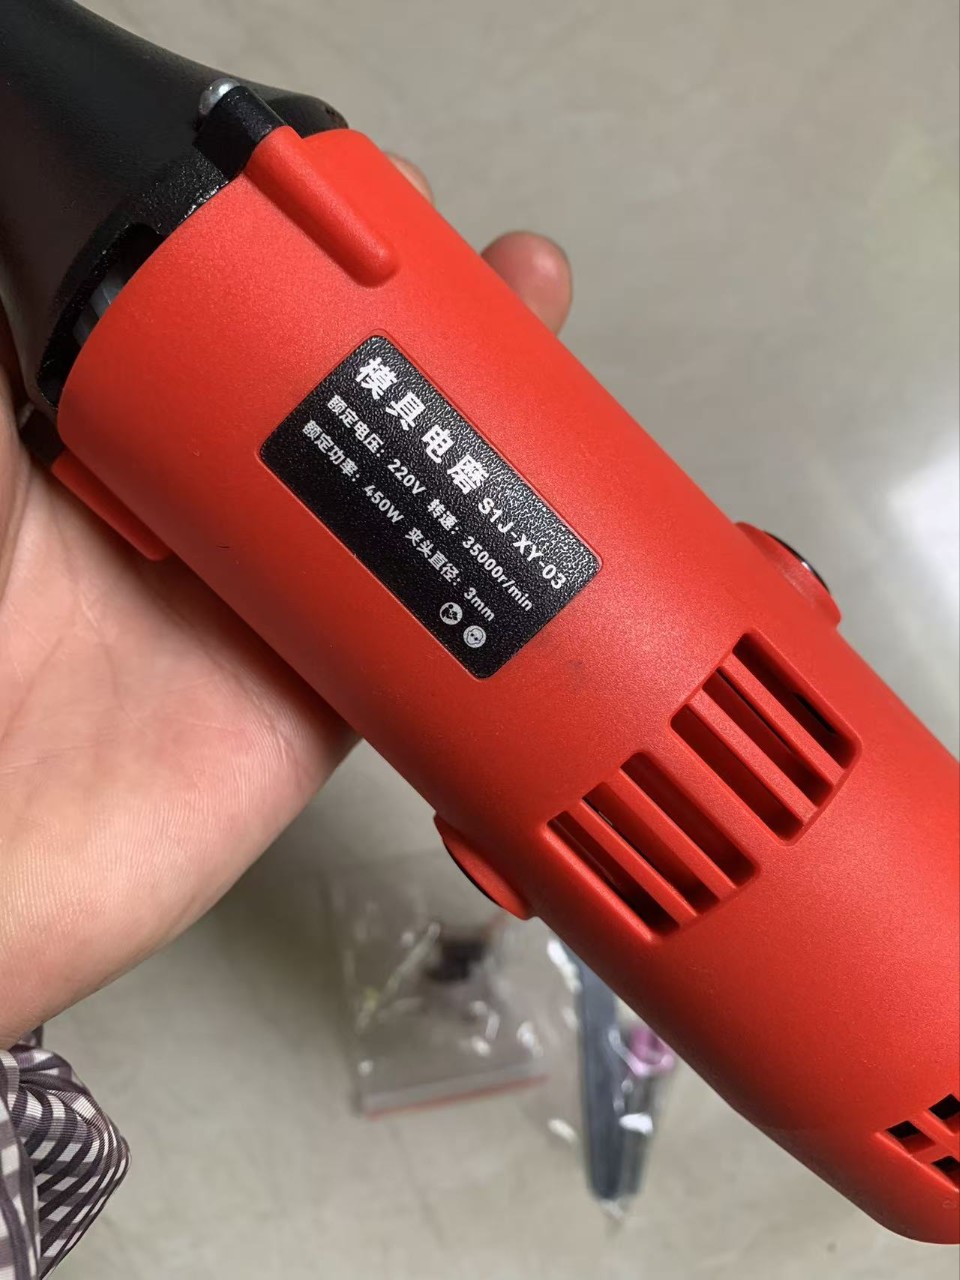 模具电磨 S1J-XY-03
额定电压：220V 转速：35000r/min
额定功率：450W 夹头直径：3mm